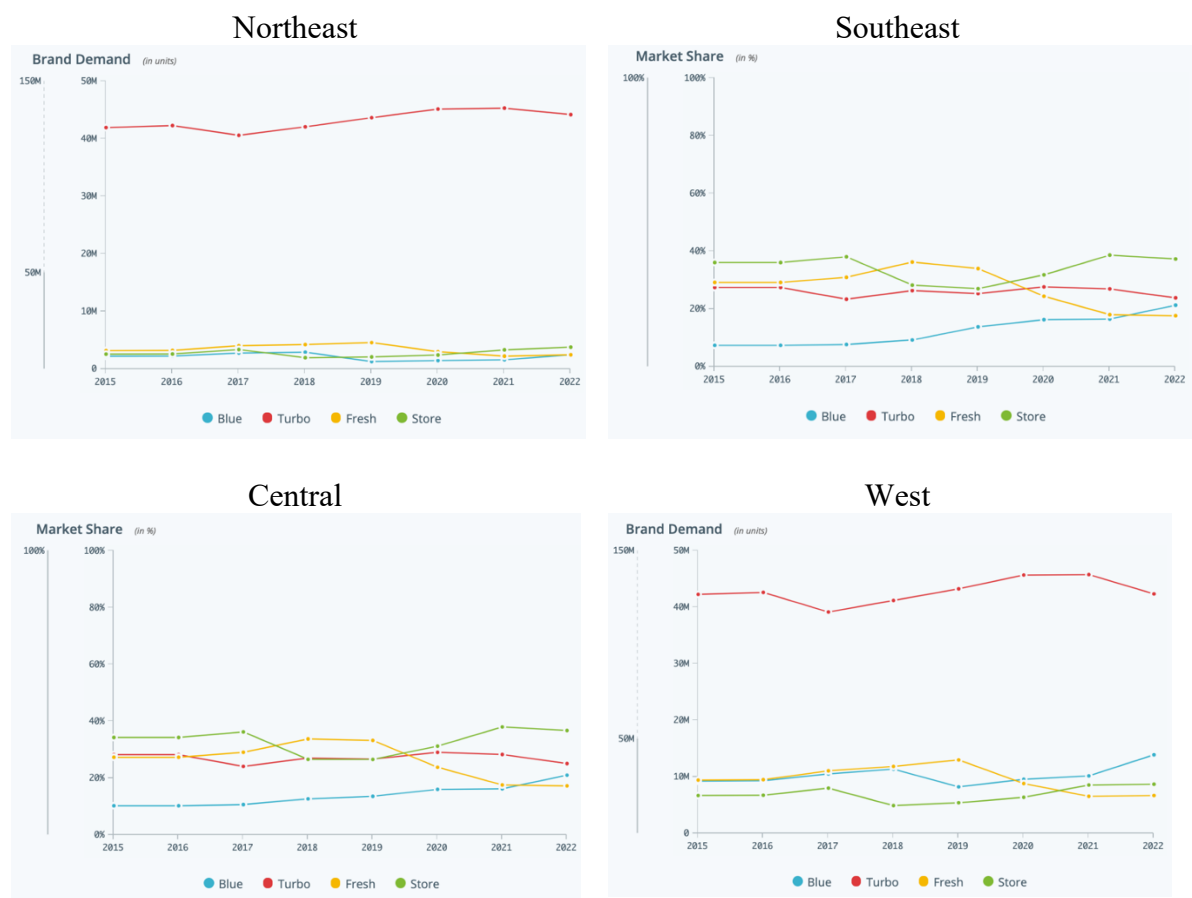 Northeast
Brand Demand (in units)
150M
50M
50M
40M
30M
20M
10M
0
2015 2016 2017 2018 2019 2020 2021 2022
Blue Turbo Fresh Store
Southeast
Market Share (in %)
100%
100%
80%
60%
40%
20%
0%
2015 2016 2017 2018 2019 2020 2021 2022
Blue Turbo Fresh Store
Central
Market Share (in %)
100%
100%
80%
60%
40%
20%
0%
2015 2016 2017 2018 2019 2020 2021 2022
Blue Turbo Fresh Store
West
Brand Demand (in units)
150M
50M
50M
40M
30M
20M
10M
0
2015 2016 2017 2018 2019 2020 2021 2022
Blue Turbo Fresh Store